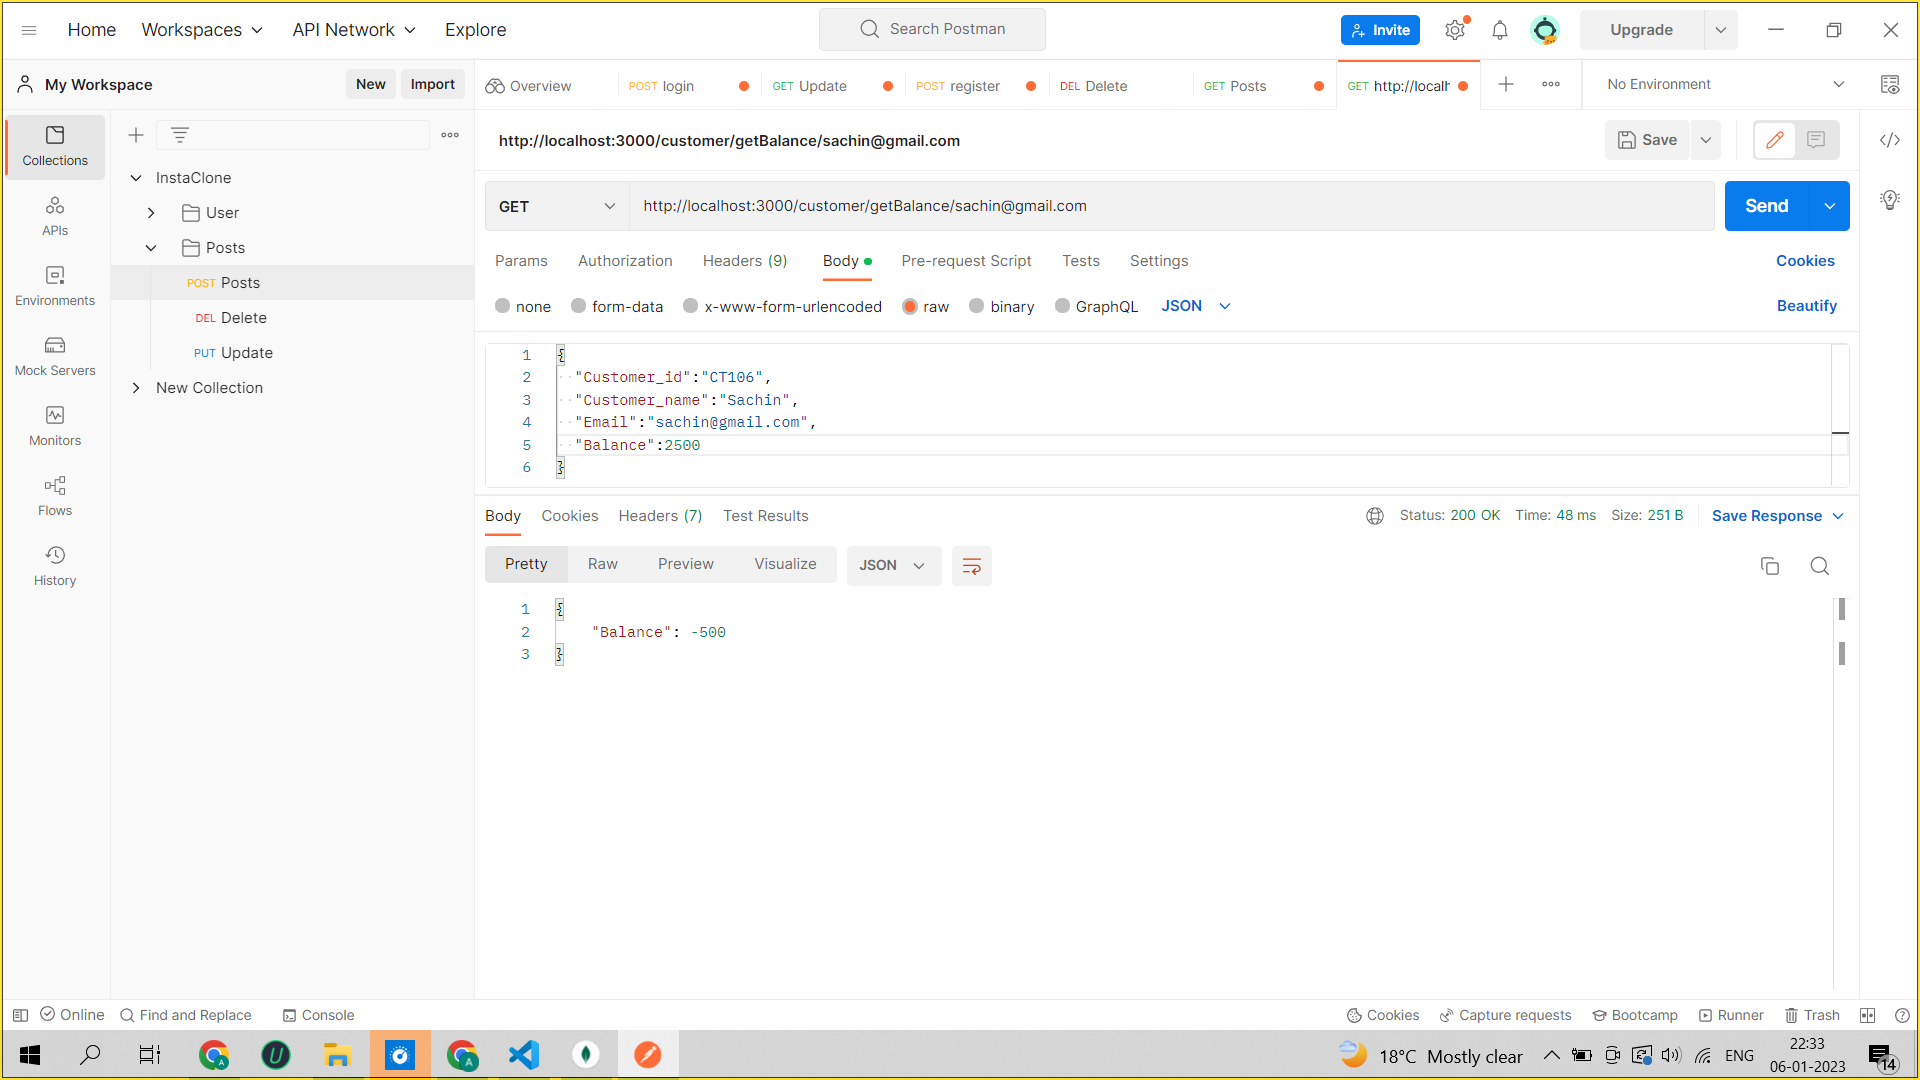 Home Workspaces API Network Explore Search Postman Invite Upgrade
My Workspace New Import Overview POST login GET Update POST register DEL Delete GET Posts GET http://localh No Environment
Collections
APIs
Environments
Mock Servers
Monitors
Flows
History
InstaClone
User
Posts
POST Posts
DEL Delete
PUT Update
New Collection
http://localhost:3000/customer/getBalance/sachin@gmail.com Save
GET http://localhost:3000/customer/getBalance/sachin@gmail.com Send
Params Authorization Headers (9) Body Pre-request Script Tests Settings Cookies
none form-data x-www-form-urlencoded raw binary GraphQL JSON Beautify
1 {
2 "Customer_id":"CT106",
3 "Customer_name":"Sachin",
4 "Email":"sachin@gmail.com",
5 "Balance":2500
6 }
Body Cookies Headers (7) Test Results Status: 200 OK Time: 48 ms Size: 251 B Save Response
Pretty Raw Preview Visualize JSON
1 {
2 "Balance": -500
3 }
Online Find and Replace Console Cookies Capture requests Bootcamp Runner Trash
18°C Mostly clear ENG 22:33
06-01-2023 14